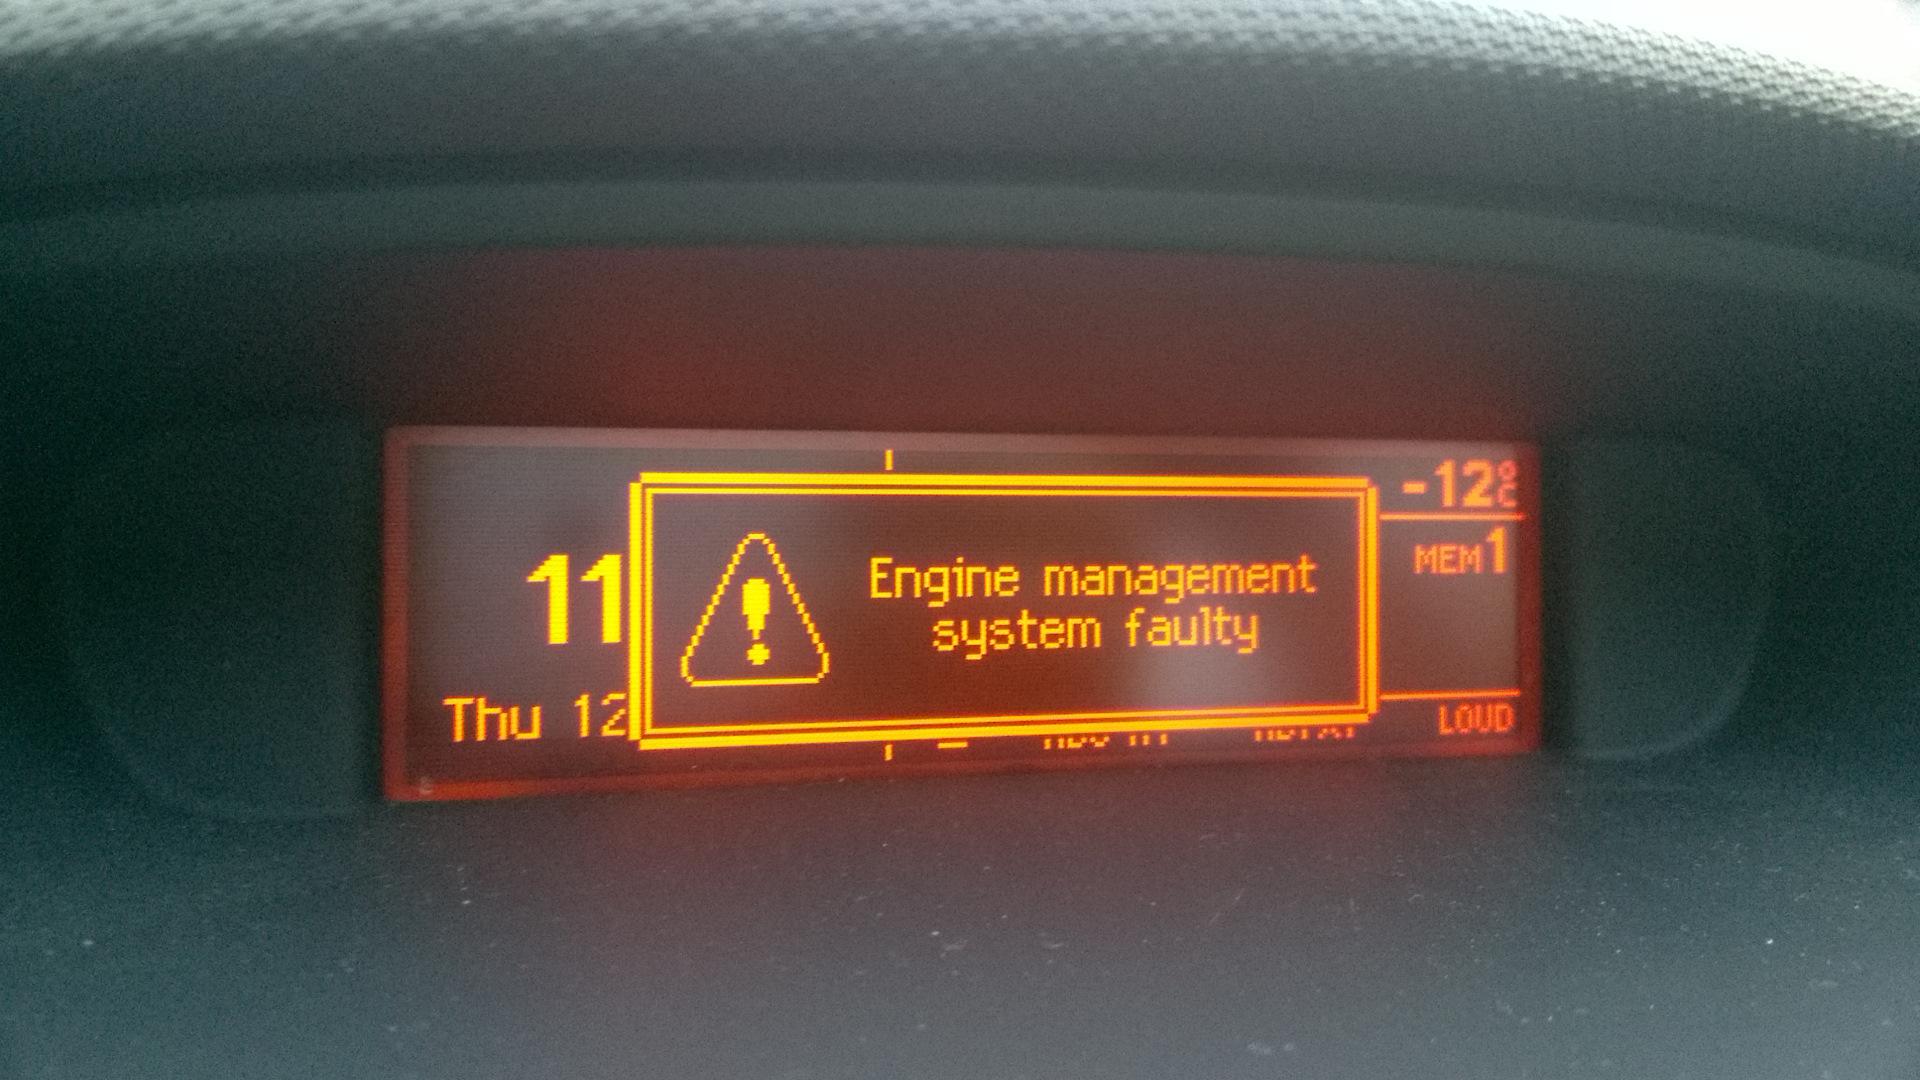 -12°C
MEM1
11
Engine management
system faulty
Thu 12
LOUD